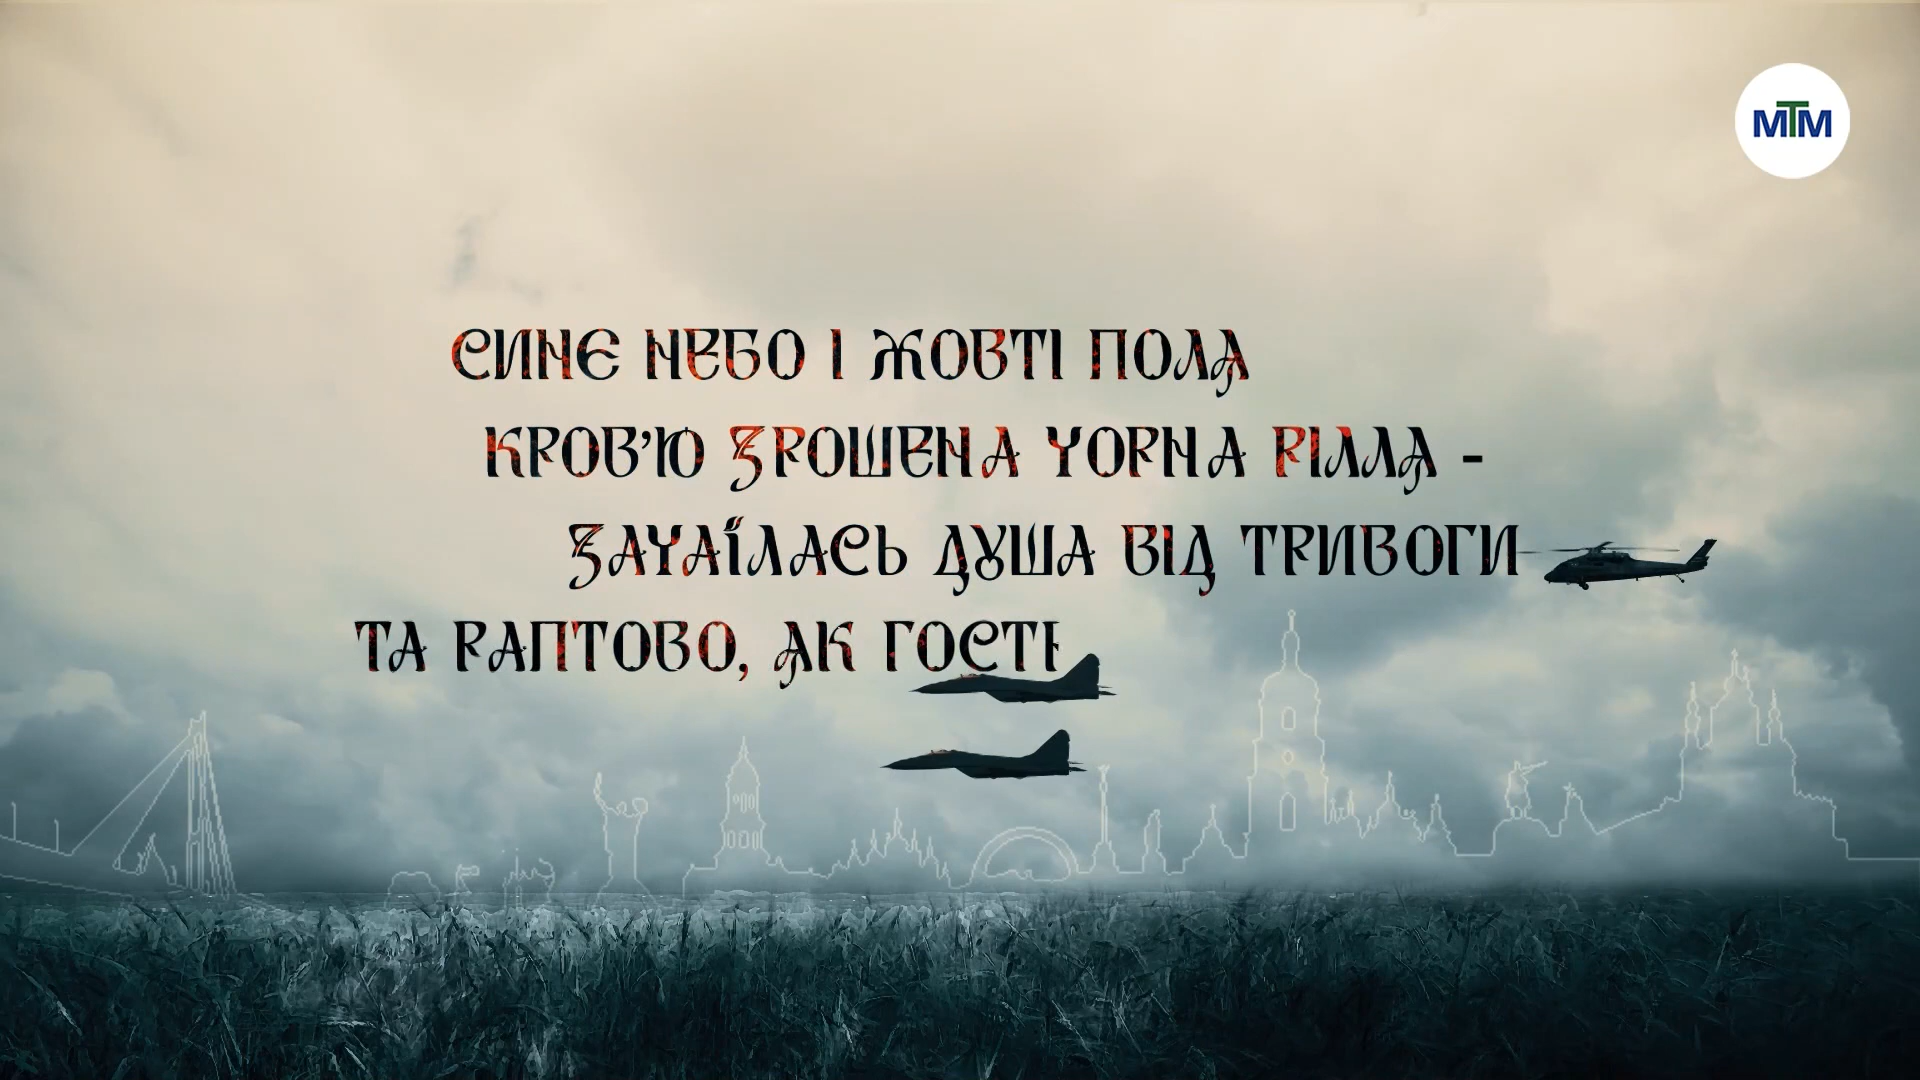 МТМ
СИНЄ НЕБО І ЖОВТІ ПОЛЯ
КРОВ'Ю ЗРОШЕНА ЧОРНА РІЛЛЯ -
ЗАЧАЇЛАСЬ ДУША ВІД ТРИВОГИ
ТА РАПТОВО, ЯК